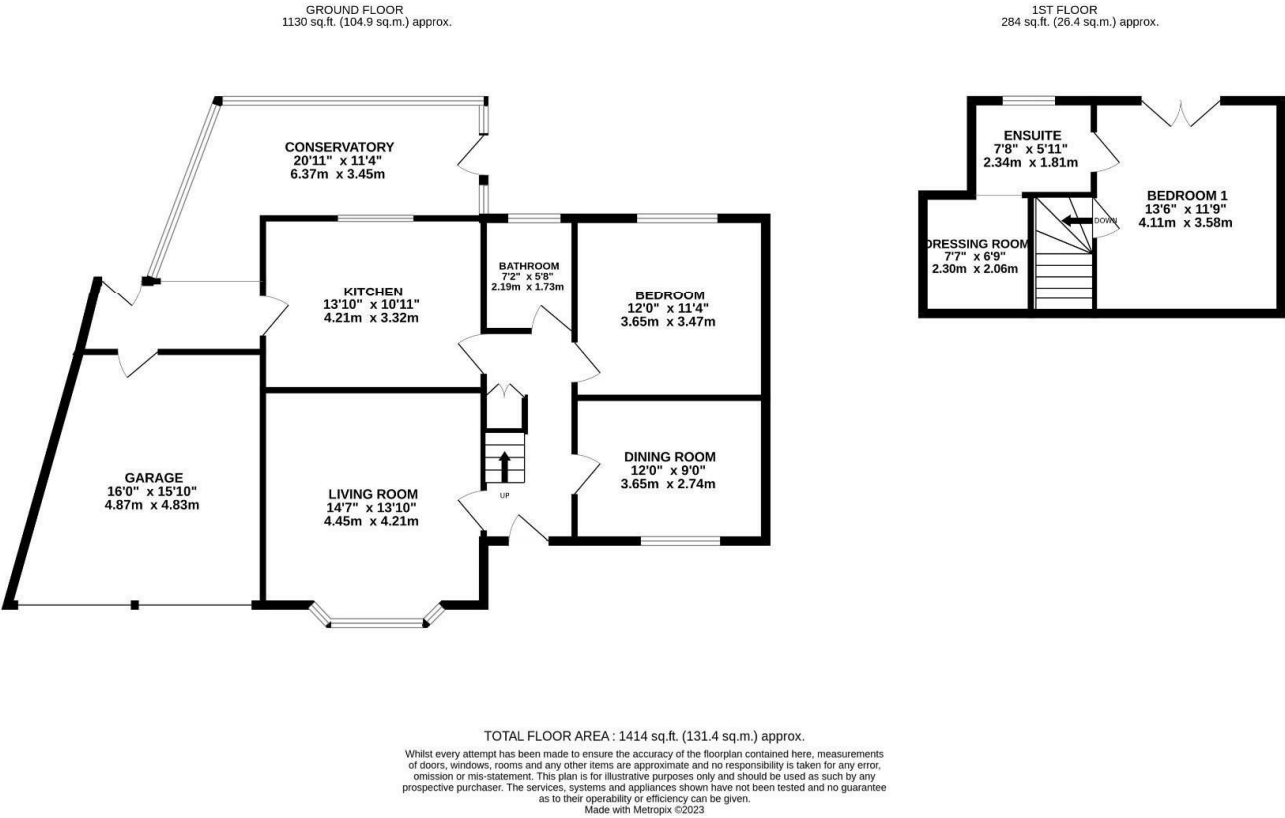 GROUND FLOOR
1130 sq.ft. (104.9 sq.m.) approx.
1ST FLOOR
284 sq.ft. (26.4 sq.m.) approx.
CONSERVATORY
20'11" x 11'4"
6.37m x 3.45m
KITCHEN
13'10" x 10'11"
4.21m x 3.32m
BATHROOM
7'2" x 5'8"
2.19m x 1.73m
BEDROOM
12'0" x 11'4"
3.65m x 3.47m
GARAGE
16'0" x 15'10"
4.87m x 4.83m
LIVING ROOM
14'7" x 13'10"
4.45m x 4.21m
UP
DINING ROOM
12'0" x 9'0"
3.65m x 2.74m
ENSUITE
7'8" x 5'11"
2.34m x 1.81m
BEDROOM 1
13'6" x 11'9"
4.11m x 3.58m
DOWN
DRESSING ROOM
7'7" x 6'9"
2.30m x 2.06m
TOTAL FLOOR AREA : 1414 sq.ft. (131.4 sq.m.) approx.
Whilst every attempt has been made to ensure the accuracy of the floorplan contained here, measurements
of doors, windows, rooms and any other items are approximate and no responsibility is taken for any error,
omission or mis-statement. This plan is for illustrative purposes only and should be used as such by any
prospective purchaser. The services, systems and appliances shown have not been tested and no guarantee
as to their operability or efficiency can be given.
Made with Metropix ©2023